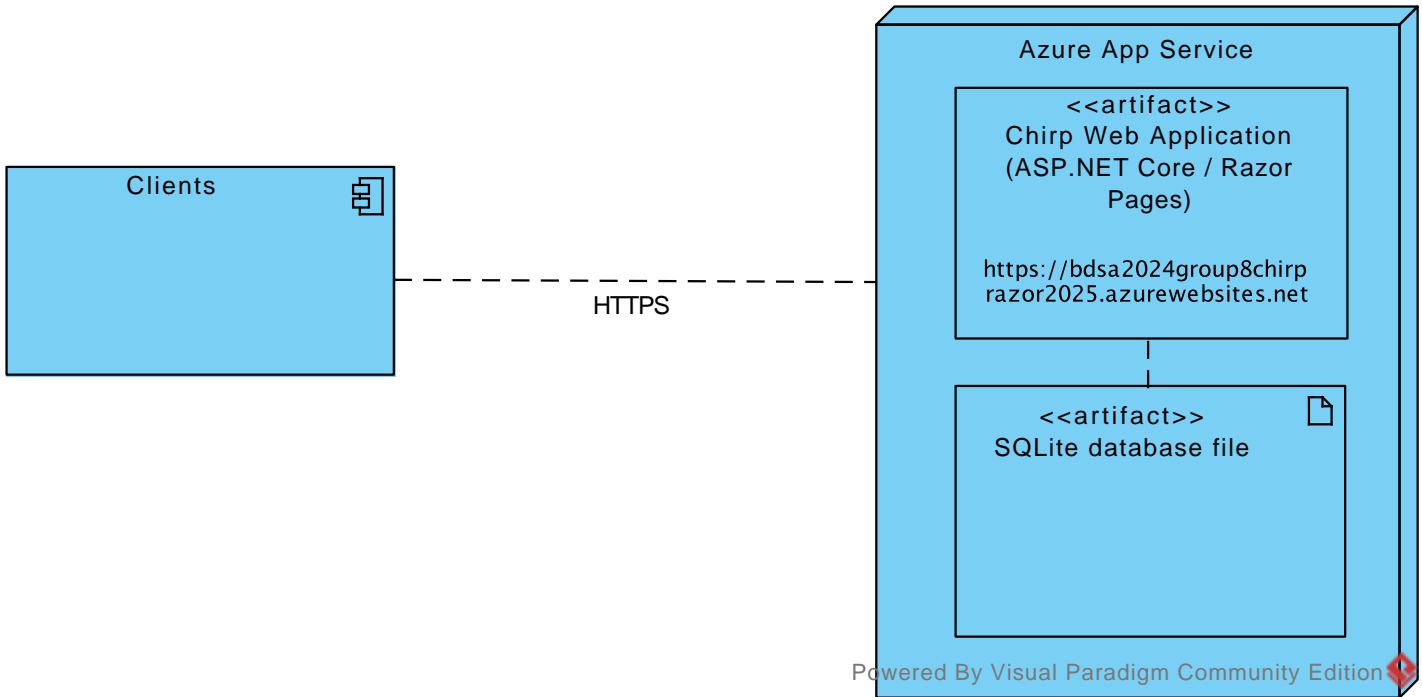 Azure App Service
<<artifact>>
Chirp Web Application
(ASP.NET Core / Razor
Pages)
https://bdsa2024group8chirp
razor2025.azurewebsites.net
Clients
HTTPS
<<artifact>>
SQLite database file
Powered By Visual Paradigm Community Edition